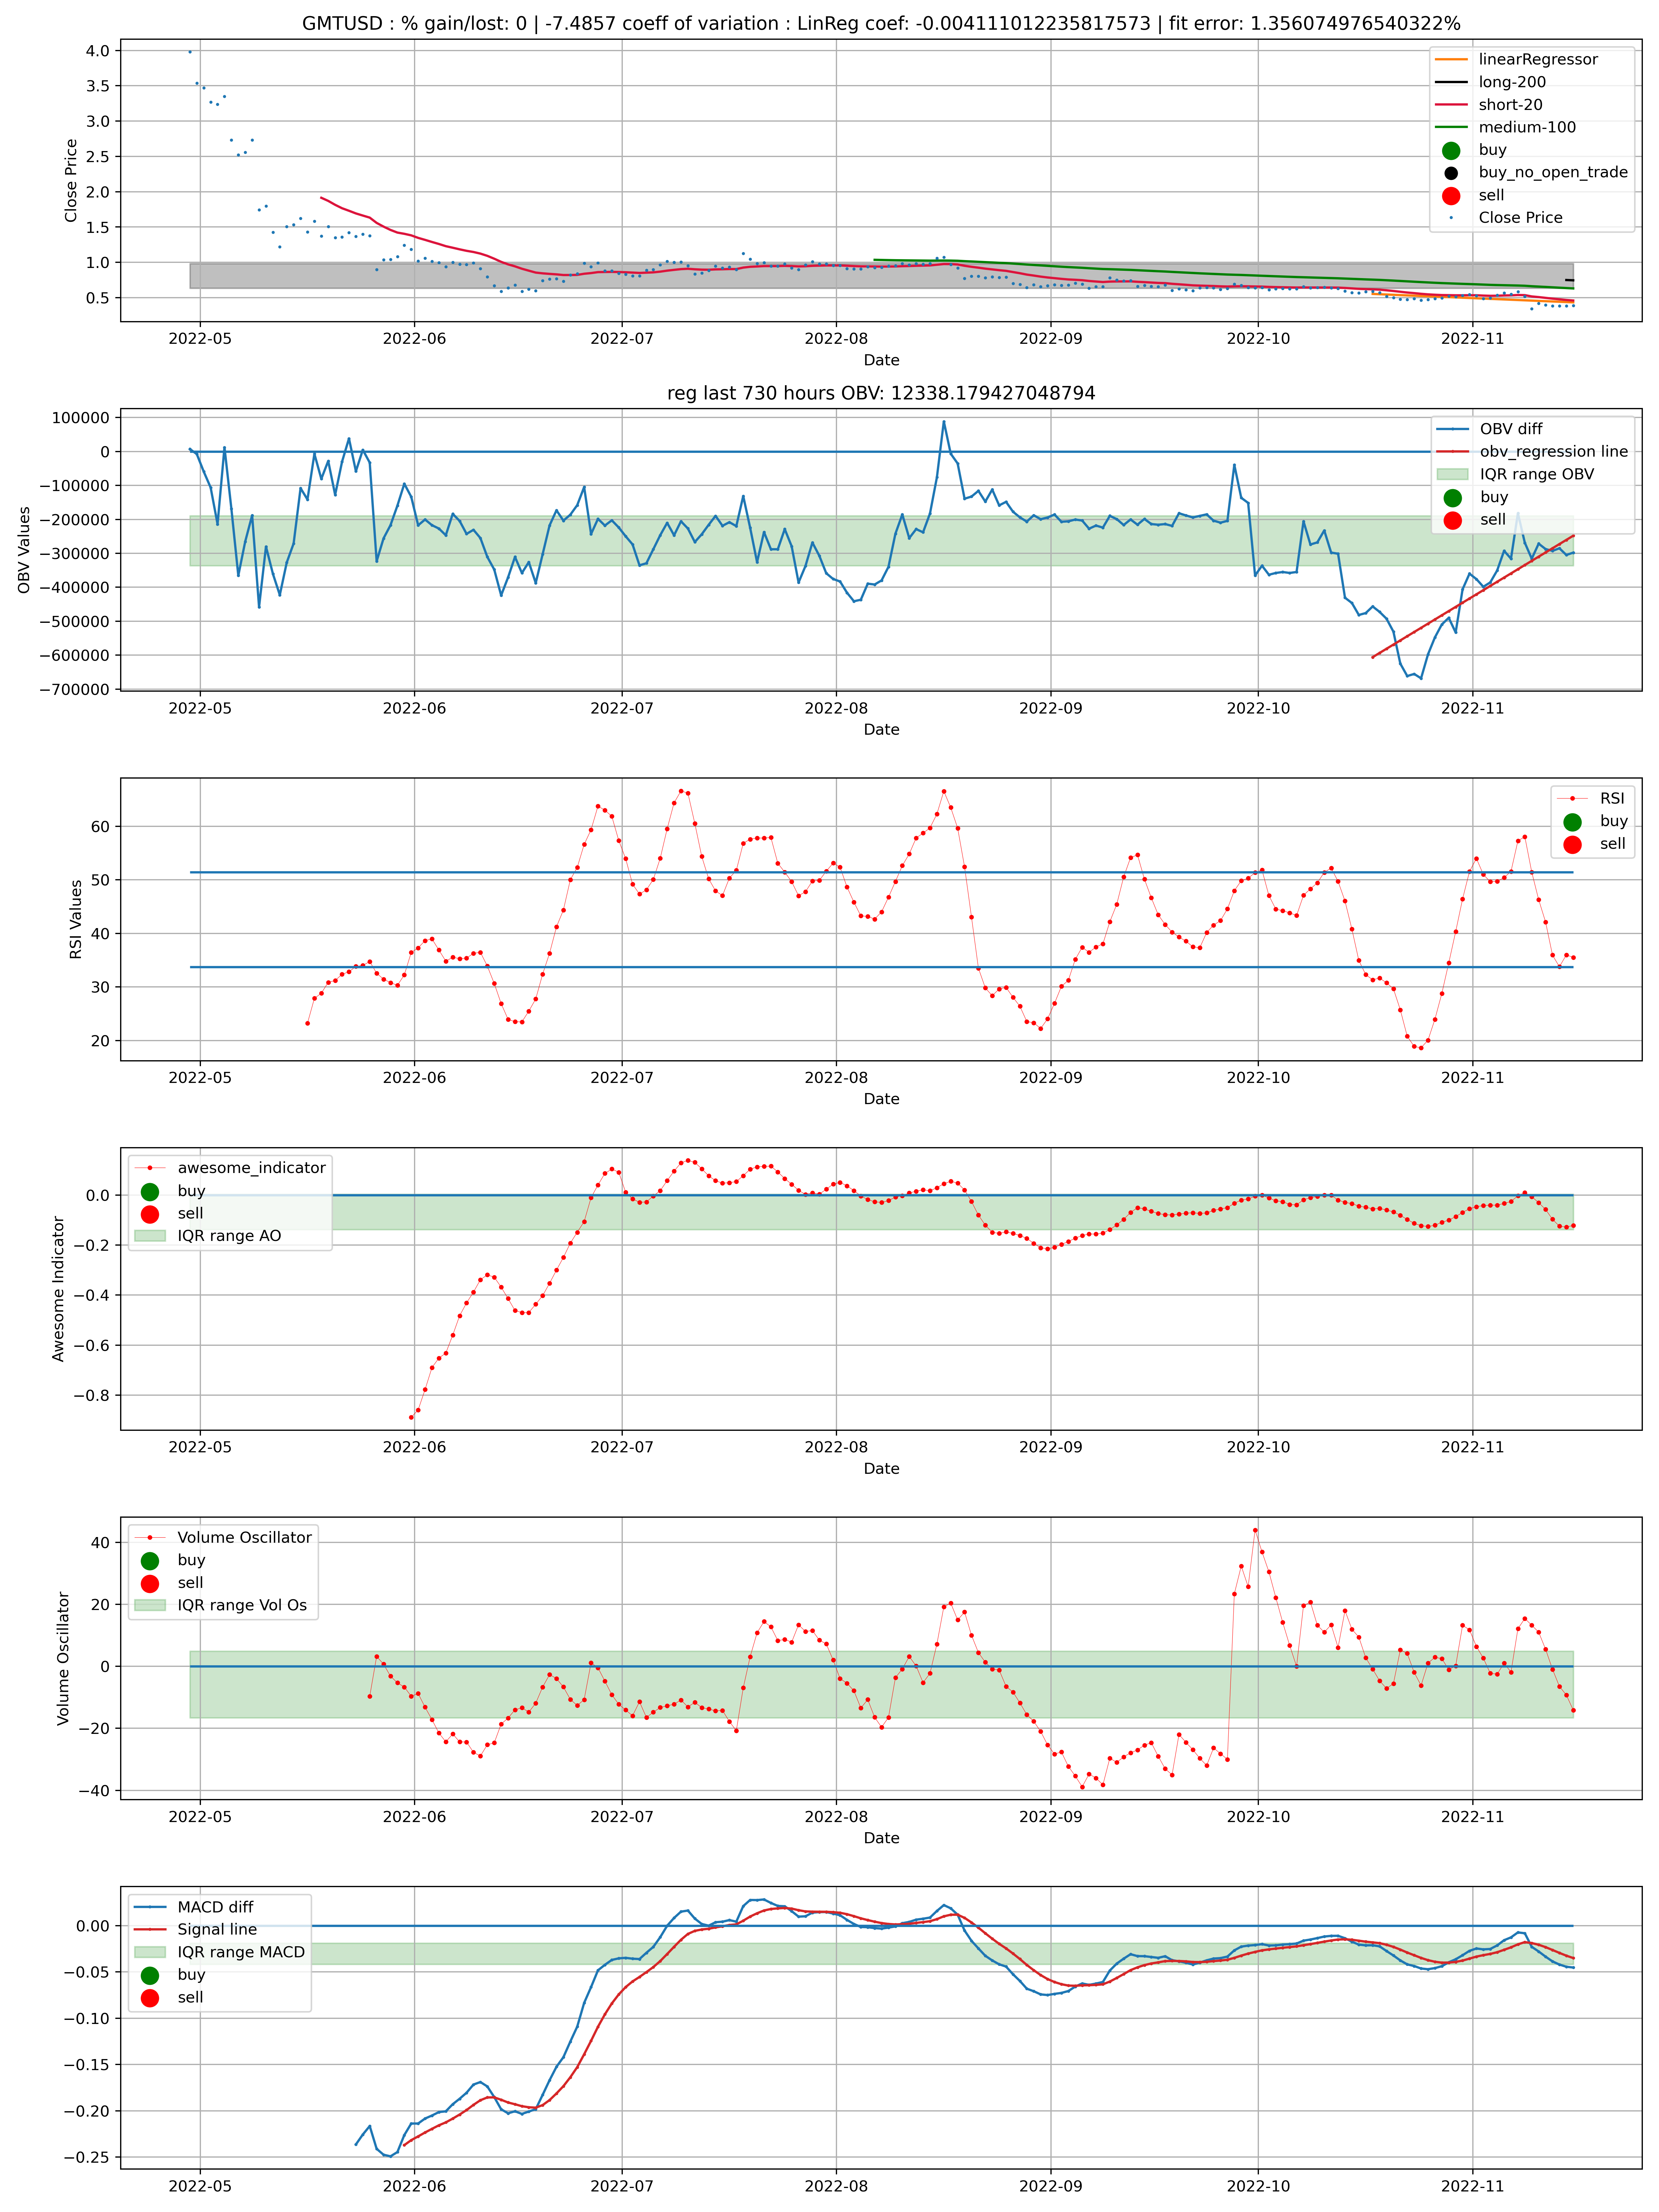 GMTUSD : % gain/lost: 0 | -7.4857 coeff of variation : LinReg coef: -0.004111012235817573 | fit error: 1.356074976540322%
4.0
3.5
3.0
2.5
2.0
1.5
1.0
0.5
Close Price
linearRegressor
long-200
short-20
medium-100
buy
buy_no_open_trade
sell
Close Price
2022-05 2022-06 2022-07 2022-08 2022-09 2022-10 2022-11
Date
reg last 730 hours OBV: 12338.179427048794
100000
0
−100000
−200000
−300000
−400000
−500000
−600000
−700000
OBV Values
OBV diff
obv_regression line
IQR range OBV
buy
sell
2022-05 2022-06 2022-07 2022-08 2022-09 2022-10 2022-11
Date
60
50
40
30
20
RSI Values
RSI
buy
sell
2022-05 2022-06 2022-07 2022-08 2022-09 2022-10 2022-11
Date
0.0
−0.2
−0.4
−0.6
−0.8
Awesome Indicator
awesome_indicator
buy
sell
IQR range AO
2022-05 2022-06 2022-07 2022-08 2022-09 2022-10 2022-11
Date
40
20
0
−20
−40
Volume Oscillator
Volume Oscillator
buy
sell
IQR range Vol Os
2022-05 2022-06 2022-07 2022-08 2022-09 2022-10 2022-11
Date
0.00
−0.05
−0.10
−0.15
−0.20
−0.25
MACD diff
Signal line
IQR range MACD
buy
sell
2022-05 2022-06 2022-07 2022-08 2022-09 2022-10 2022-11